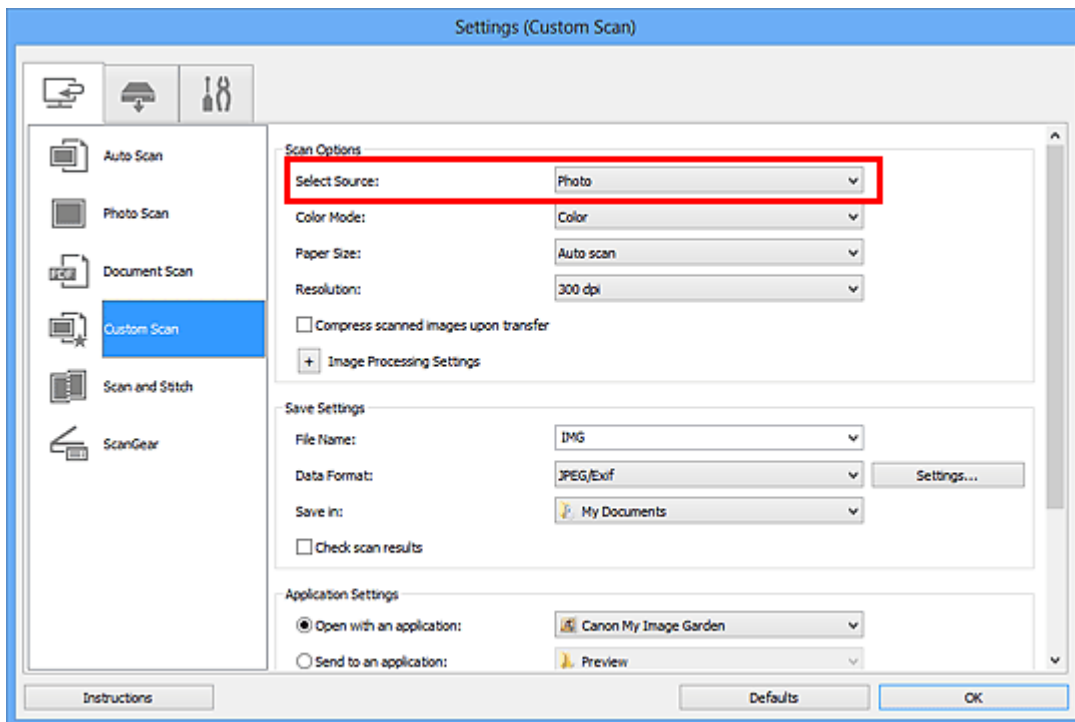 Settings (Custom Scan)
Auto Scan
Photo Scan
Document Scan
Custom Scan
Scan and Stitch
ScanGear
Scan Options
Select Source: Photo
Color Mode: Color
Paper Size: Auto scan
Resolution: 300 dpi
Compress scanned images upon transfer
+ Image Processing Settings
Save Settings
File Name: IMG
Data Format: JPEG/Exif Settings...
Save in: My Documents
Check scan results
Application Settings
Open with an application: Canon My Image Garden
Send to an application: Preview
Instructions Defaults OK